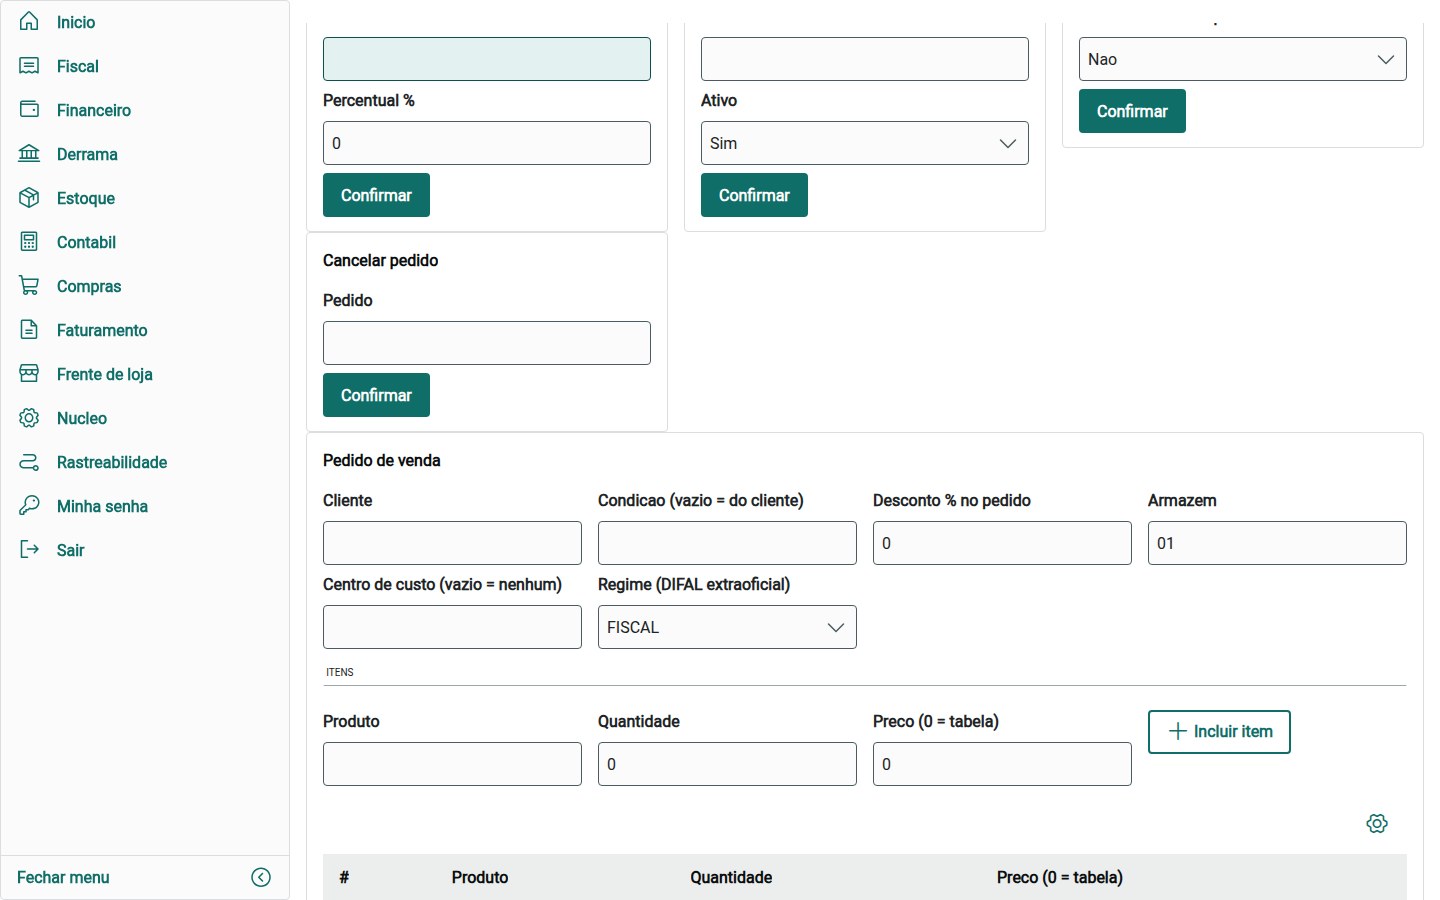 Inicio
Fiscal
Financeiro
Derrama
Estoque
Contabil
Compras
Faturamento
Frente de loja
Nucleo
Rastreabilidade
Minha senha
Sair
Fechar menu
Percentual %
0
Confirmar
Ativo
Sim
Confirmar
Nao
Confirmar
Cancelar pedido
Pedido
Confirmar
Pedido de venda
Cliente
Condicao (vazio = do cliente)
Desconto % no pedido
0
Armazem
01
Centro de custo (vazio = nenhum)
Regime (DIFAL extraoficial)
FISCAL
ITENS
Produto
Quantidade
0
Preco (0 = tabela)
0
Incluir item
# Produto Quantidade Preco (0 = tabela)